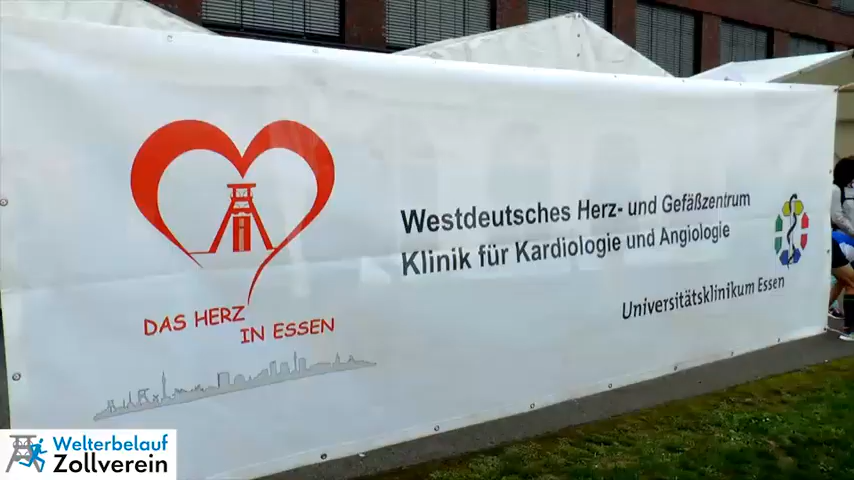 DAS HERZ
IN ESSEN
Westdeutsches Herz- und Gefäßzentrum
Klinik für Kardiologie und Angiologie
Universitätsklinikum Essen
Welterbelauf
Zollverein